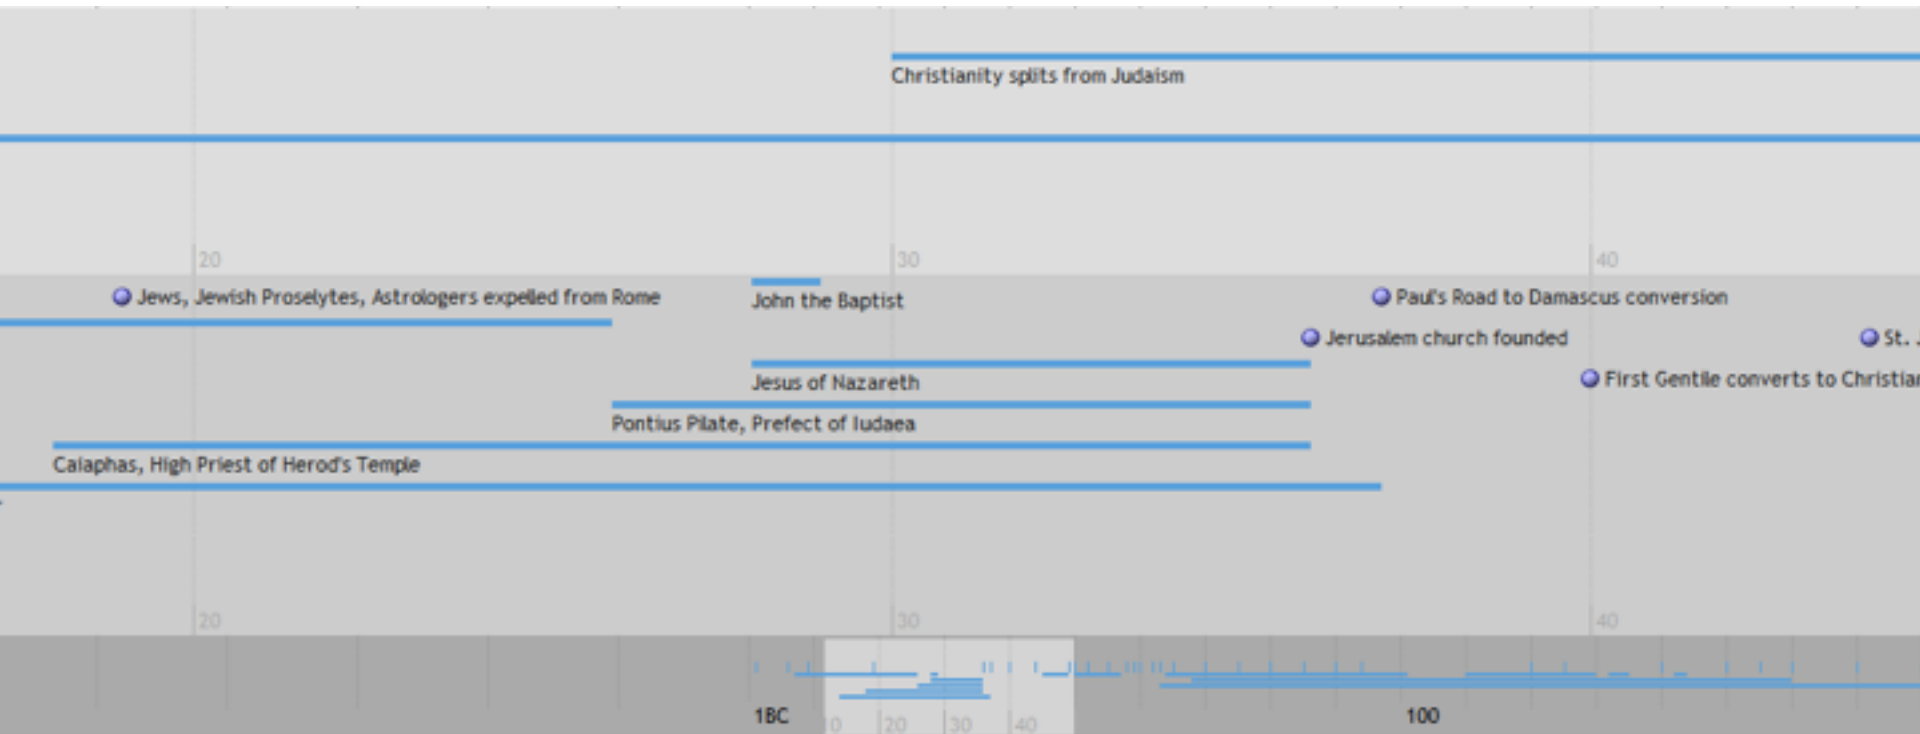 Christianity splits from Judaism
20
30
40
Jews, Jewish Proselytes, Astrologers expelled from Rome
John the Baptist
Paul's Road to Damascus conversion
Jerusalem church founded
St.
Jesus of Nazareth
First Gentile converts to
Pontius Pilate, Prefect of Iudaea
Caiaphas, High Priest of Herod's Temple
20
30
40
1BC
0
20
30
40
100